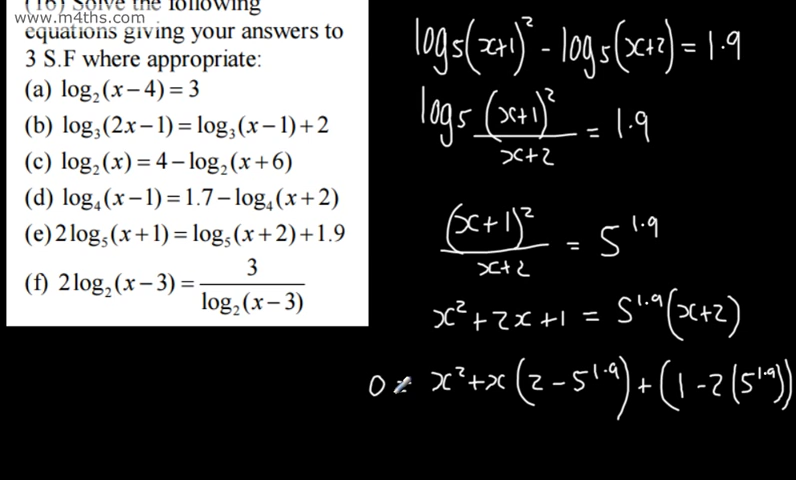 www.m4ths.com
(16) Solve the following
equations giving your answers to
3 S.F where appropriate:
(a) log₂(x−4)=3
(b) log₃(2x−1)=log₃(x−1)+2
(c) log₂(x)=4−log₂(x+6)
(d) log₄(x−1)=1.7−log₄(x+2)
(e) 2log₅(x+1)=log₅(x+2)+1.9
(f) 2log₂(x−3)=3/log₂(x−3)
log₅(x+1)² − log₅(x+2) = 1.9
log₅ (x+1)²/x+2 = 1.9
(x+1)²/x+2 = 5^1.9
x²+2x+1 = 5^1.9(x+2)
0 = x²+x(2−5^1.9)+(1−2(5^1.9))